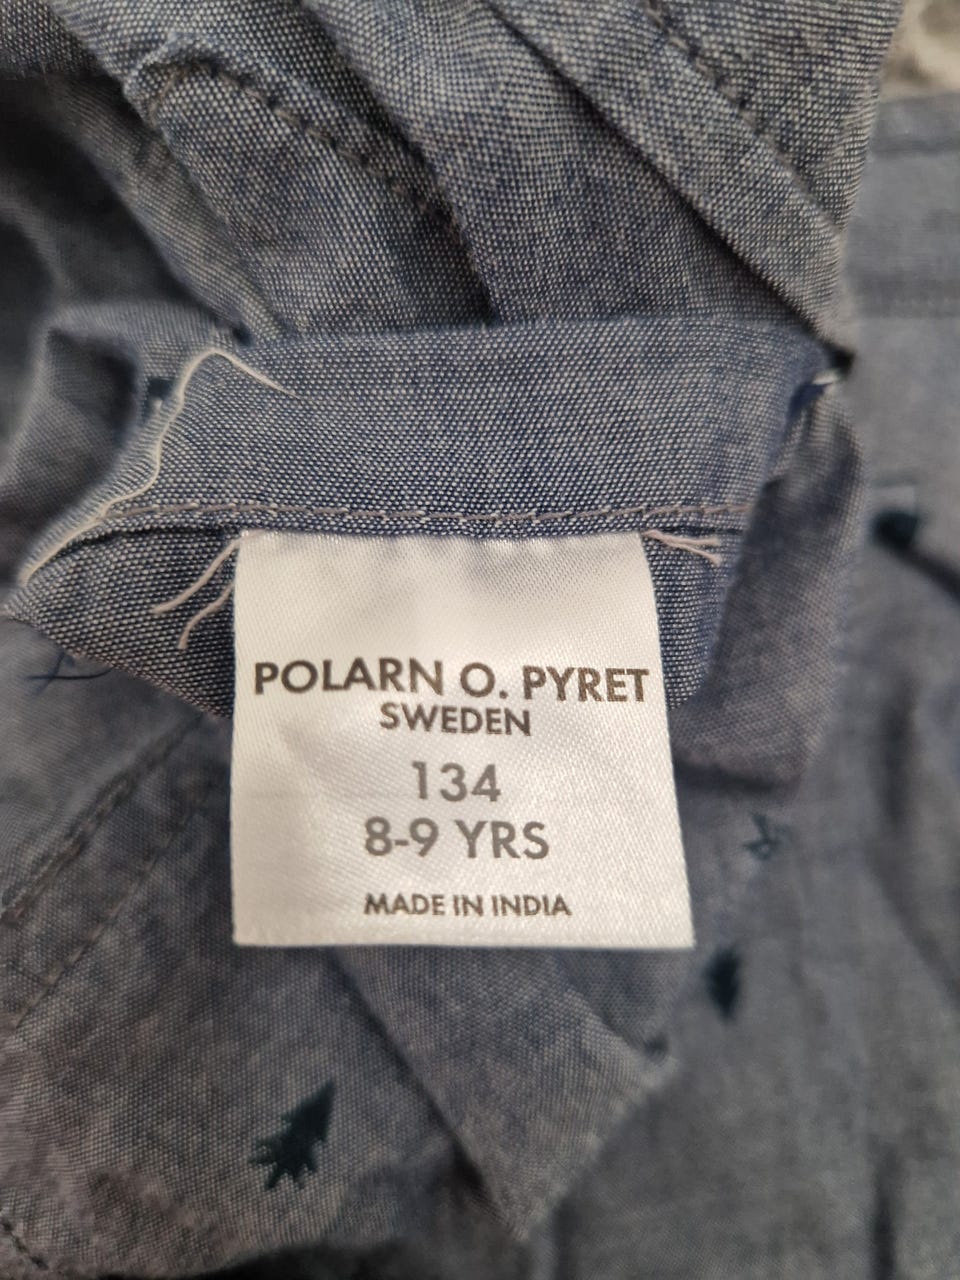 POLARN O. PYRET
SWEDEN
134
8-9 YRS
MADE IN INDIA